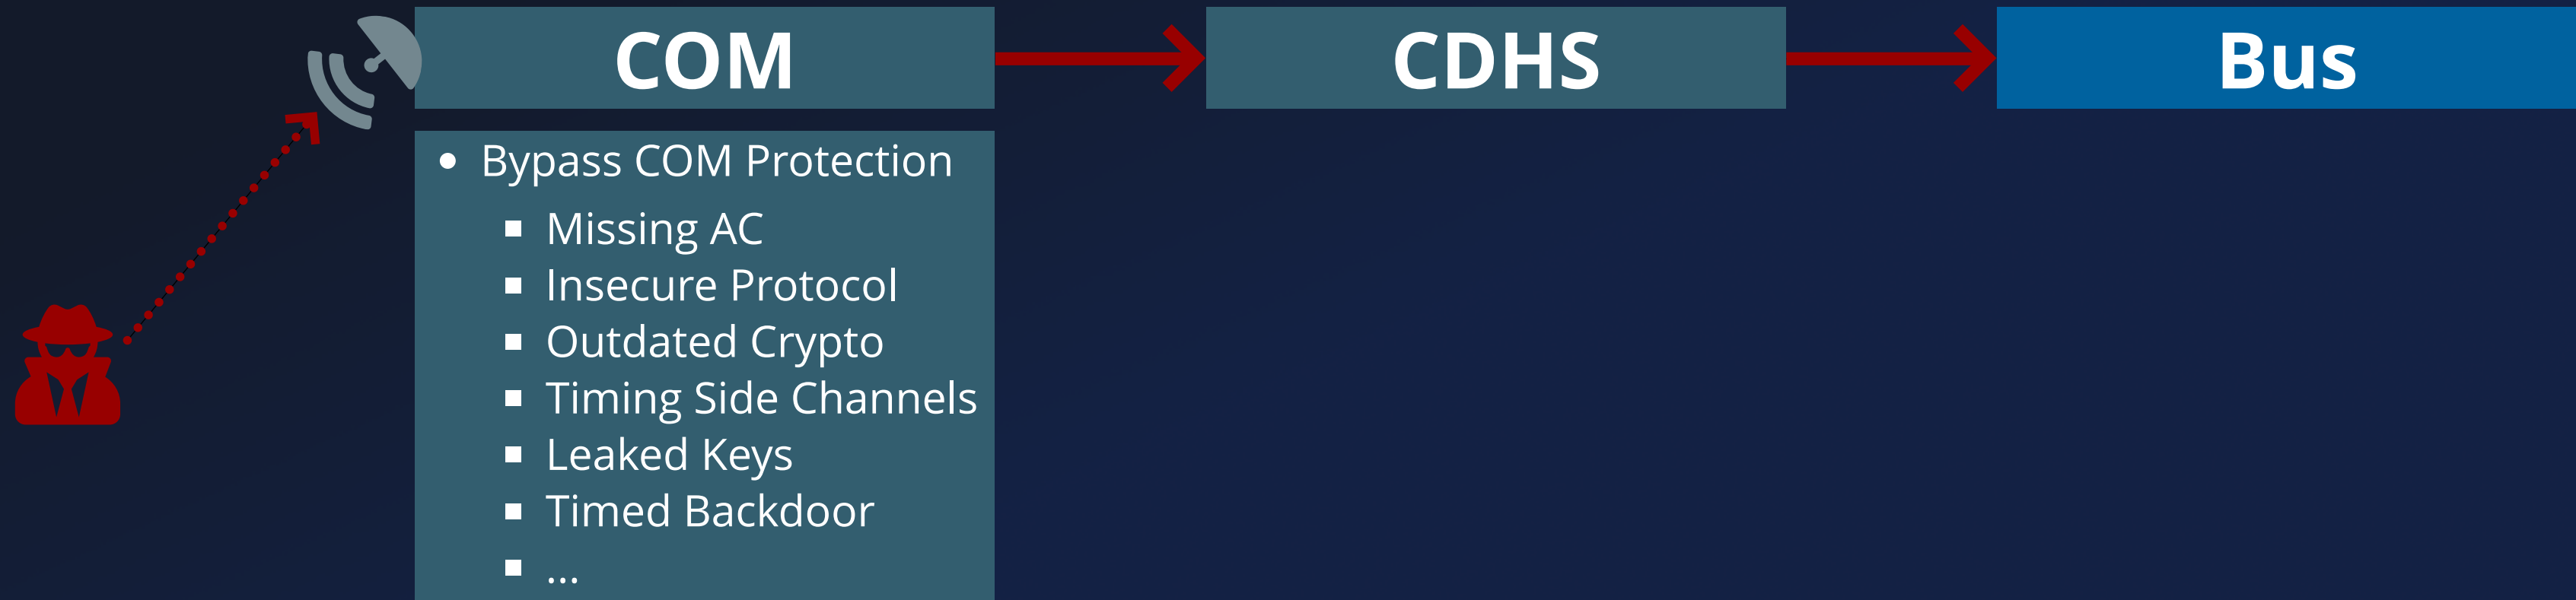 COM
CDHS
Bus
Bypass COM Protection
Missing AC
Insecure Protocol
Outdated Crypto
Timing Side Channels
Leaked Keys
Timed Backdoor
...